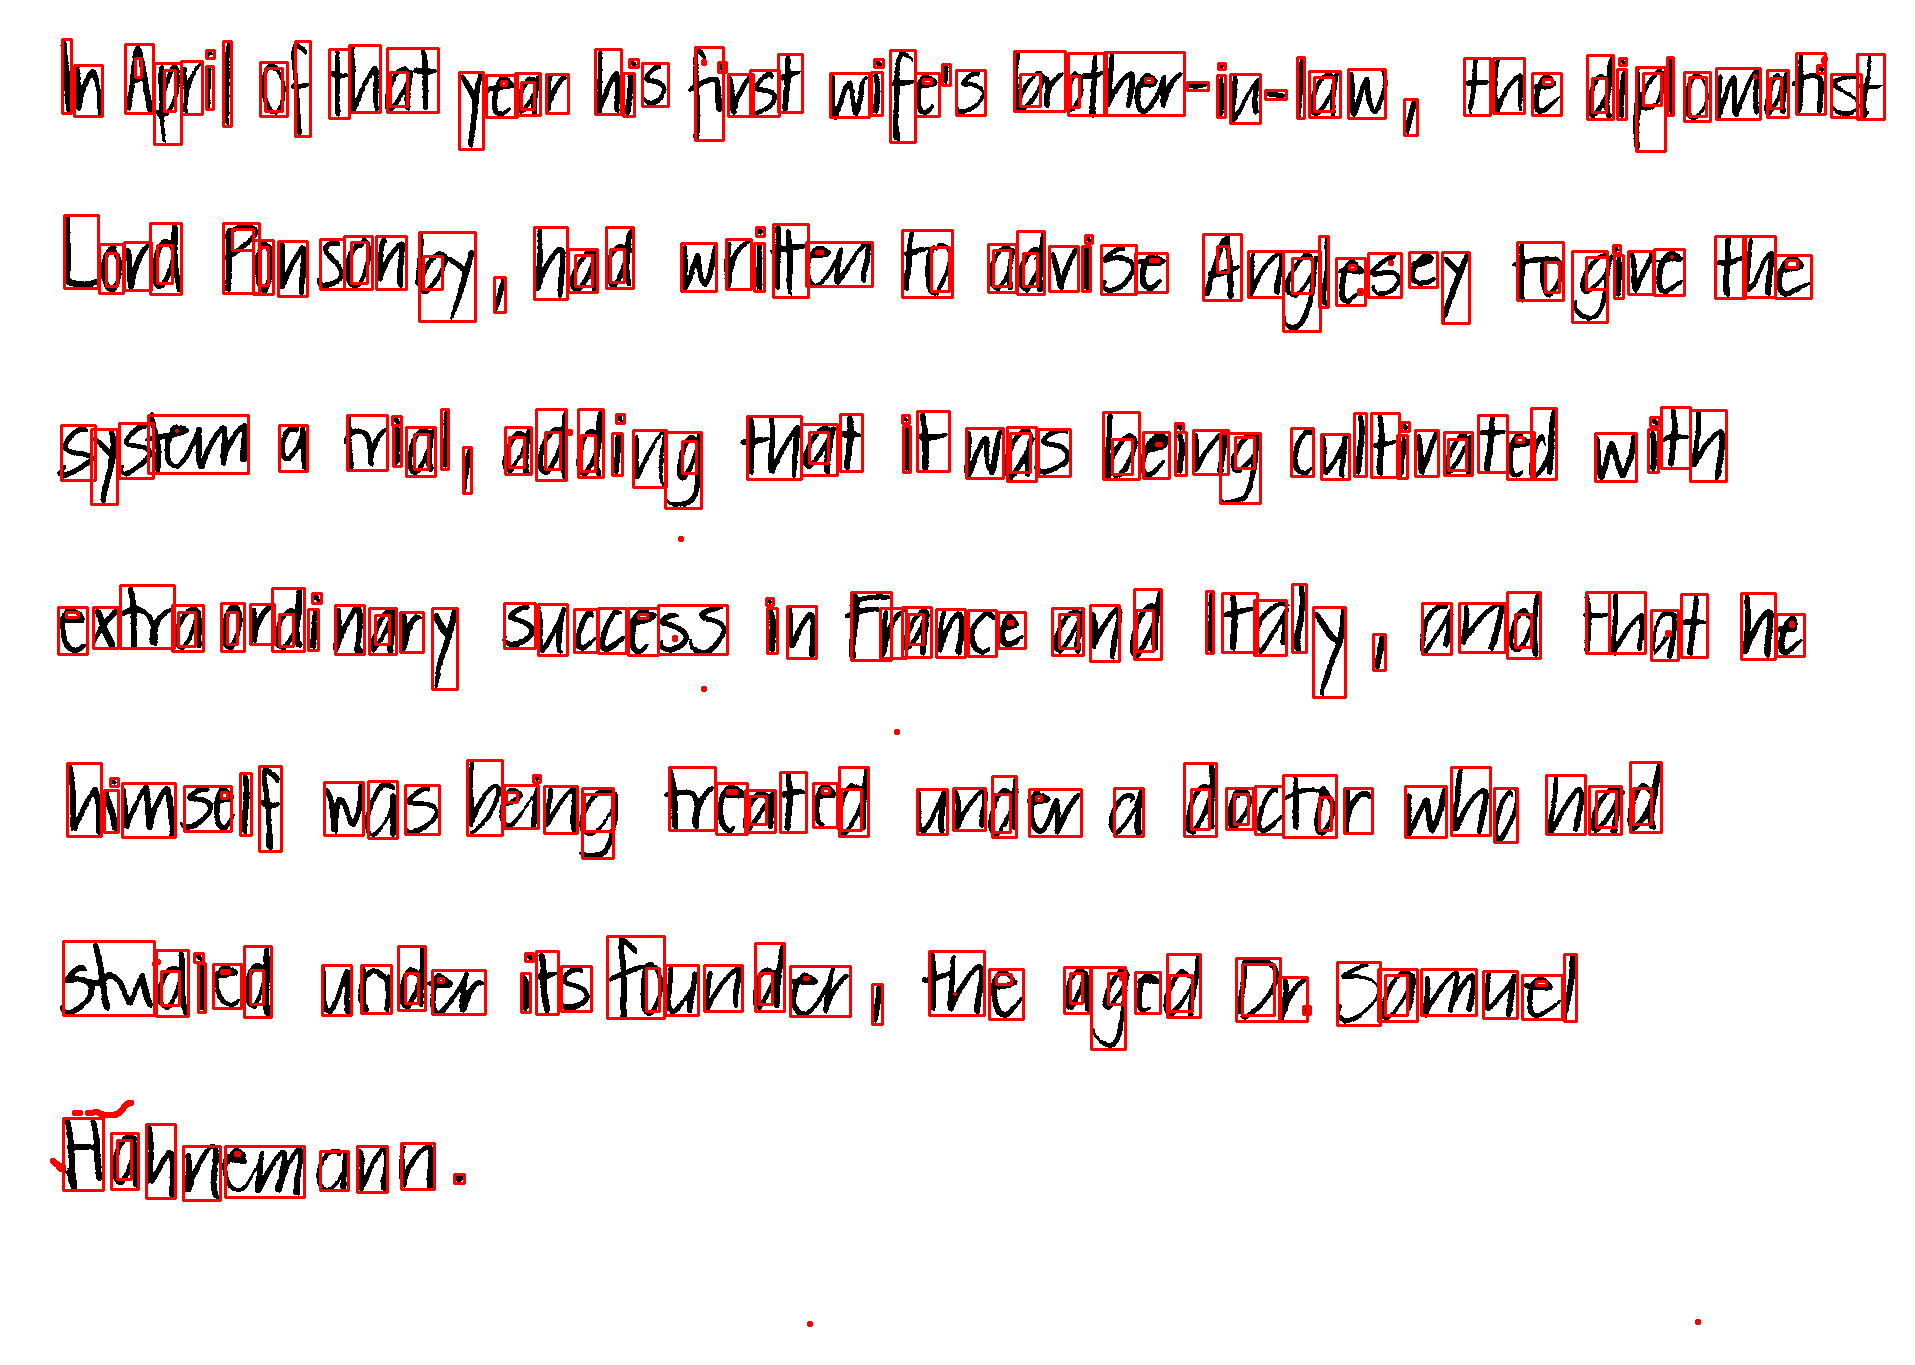 In April of that year his first wife's brother-in-law, the diplomatist
Lord Ponsonby, had written to advise Anglesey to give the
system a trial, adding that it was being cultivated with
extraordinary success in France and Italy, and that he
himself was being treated under a doctor who had
studied under its founder, the aged Dr. Samuel
Hahnemann.